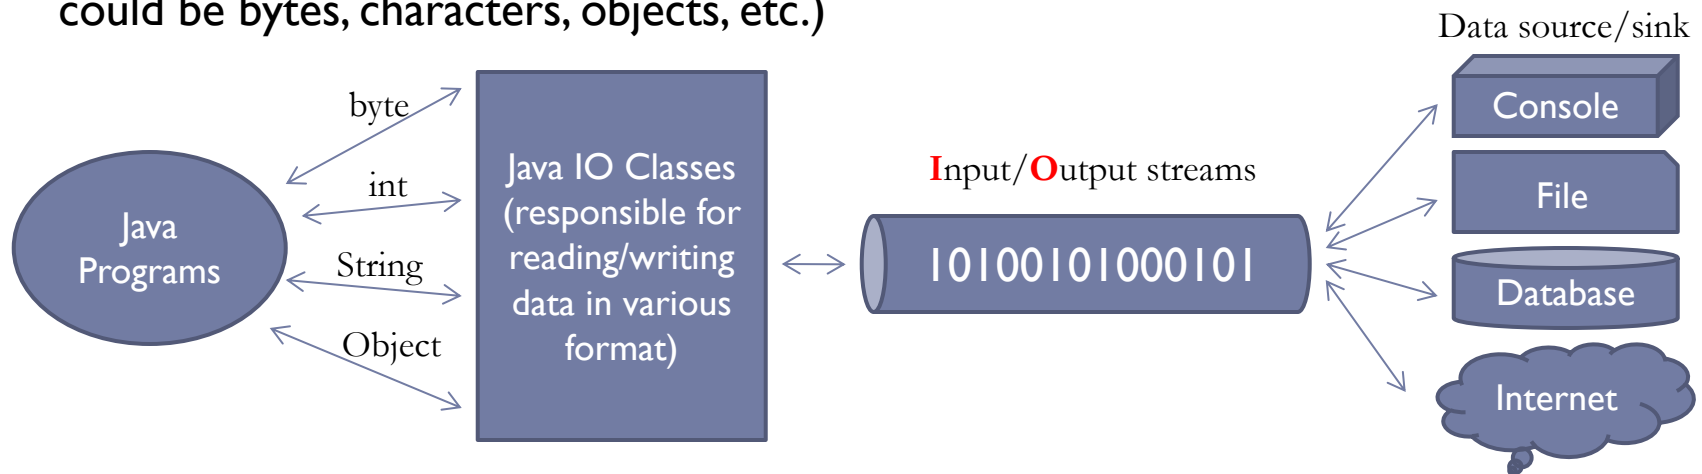 could be bytes, characters, objects, etc.)
Data source/sink
byte
int
String
Object
Java
Programs
Java IO Classes
(responsible for
reading/writing
data in various
format)
Input/Output streams
10100101000101
Console
File
Database
Internet